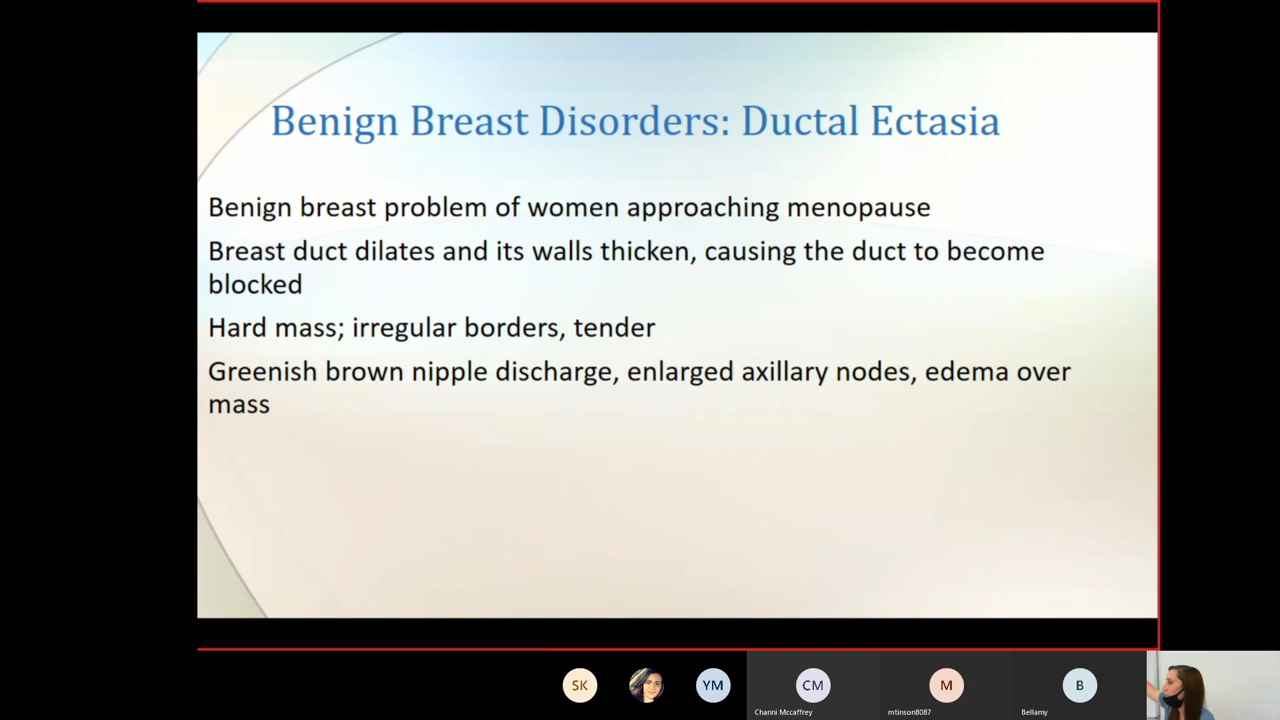 Benign Breast Disorders: Ductal Ectasia
Benign breast problem of women approaching menopause
Breast duct dilates and its walls thicken, causing the duct to become
blocked
Hard mass; irregular borders, tender
Greenish brown nipple discharge, enlarged axillary nodes, edema over
mass
SK
YM
CM
M
B
Channi Mccaffrey
mtinson8087
Bellamy